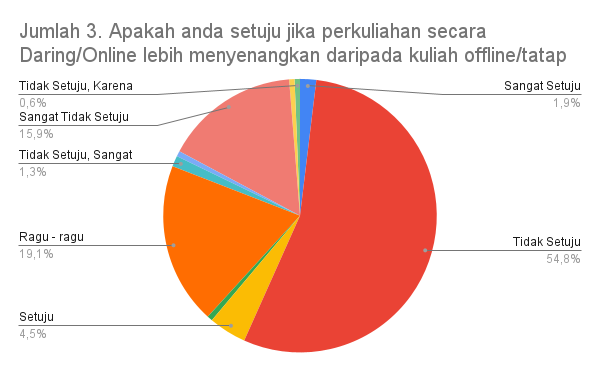 Jumlah 3. Apakah anda setuju jika perkuliahan secara
Daring/Online lebih menyenangkan daripada kuliah offline/tatap
Tidak Setuju, Karena
0,6%
Sangat Tidak Setuju
15,9%
Tidak Setuju, Sangat
1,3%
Ragu - ragu
19,1%
Setuju
4,5%
Sangat Setuju
1,9%
Tidak Setuju
54,8%